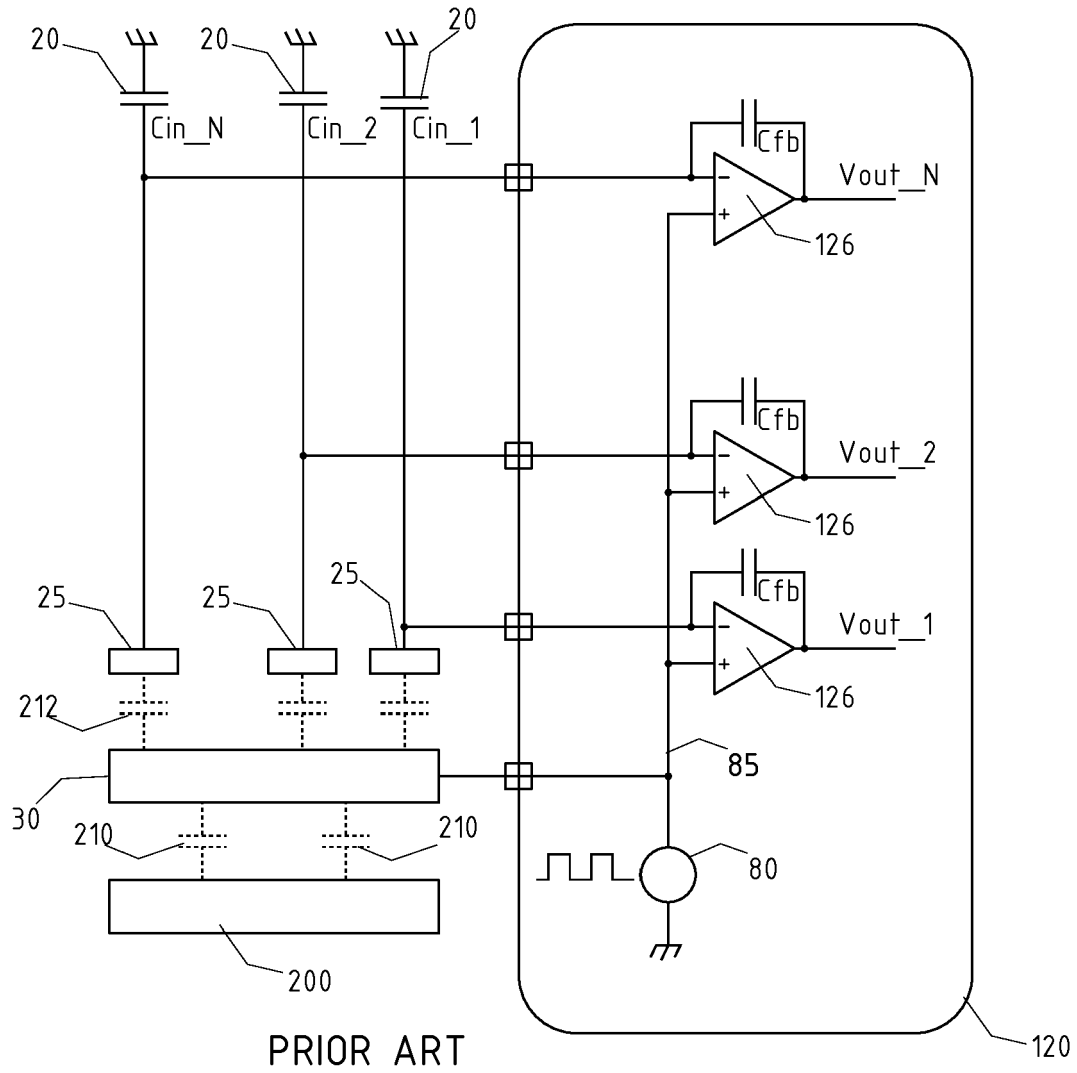 20 20 20
Cin_N Cin_2 Cin_1
Cfb
Vout_N
-
+
126
Cfb
Vout_2
-
+
126
25 25 25
Cfb
Vout_1
-
+
126
212
85
30
210 210
80
200
PRIOR ART
120